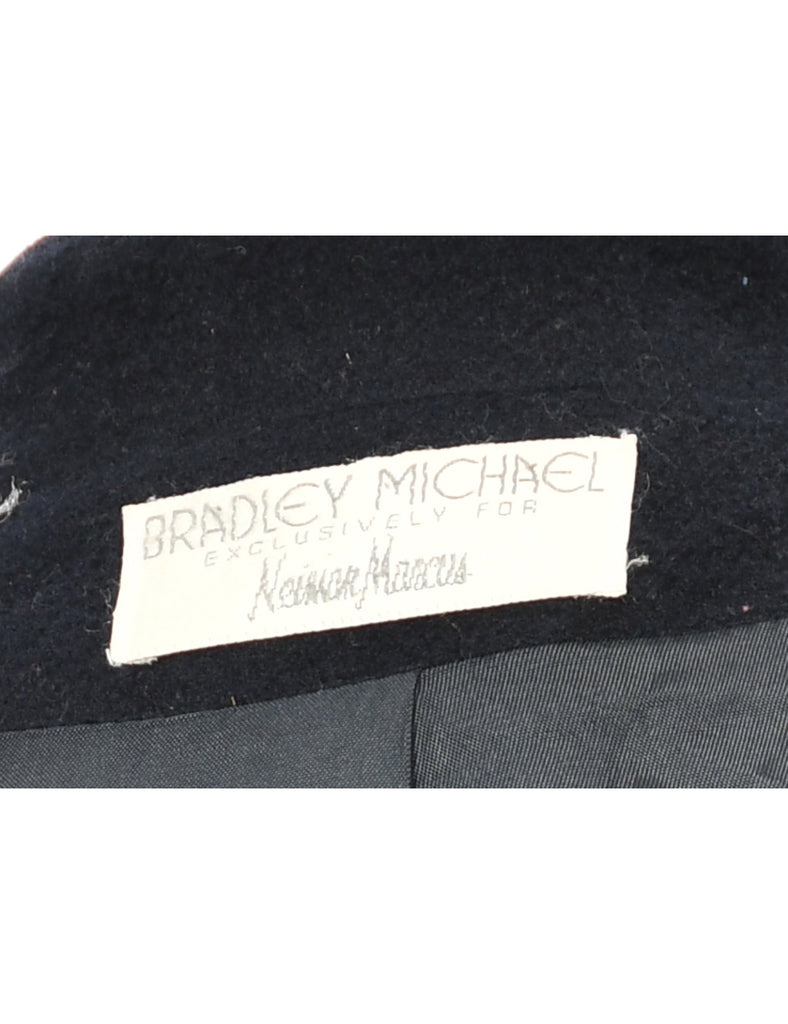 BRADLEY MICHAEL
EXCLUSIVELY FOR
Neiman Marcus